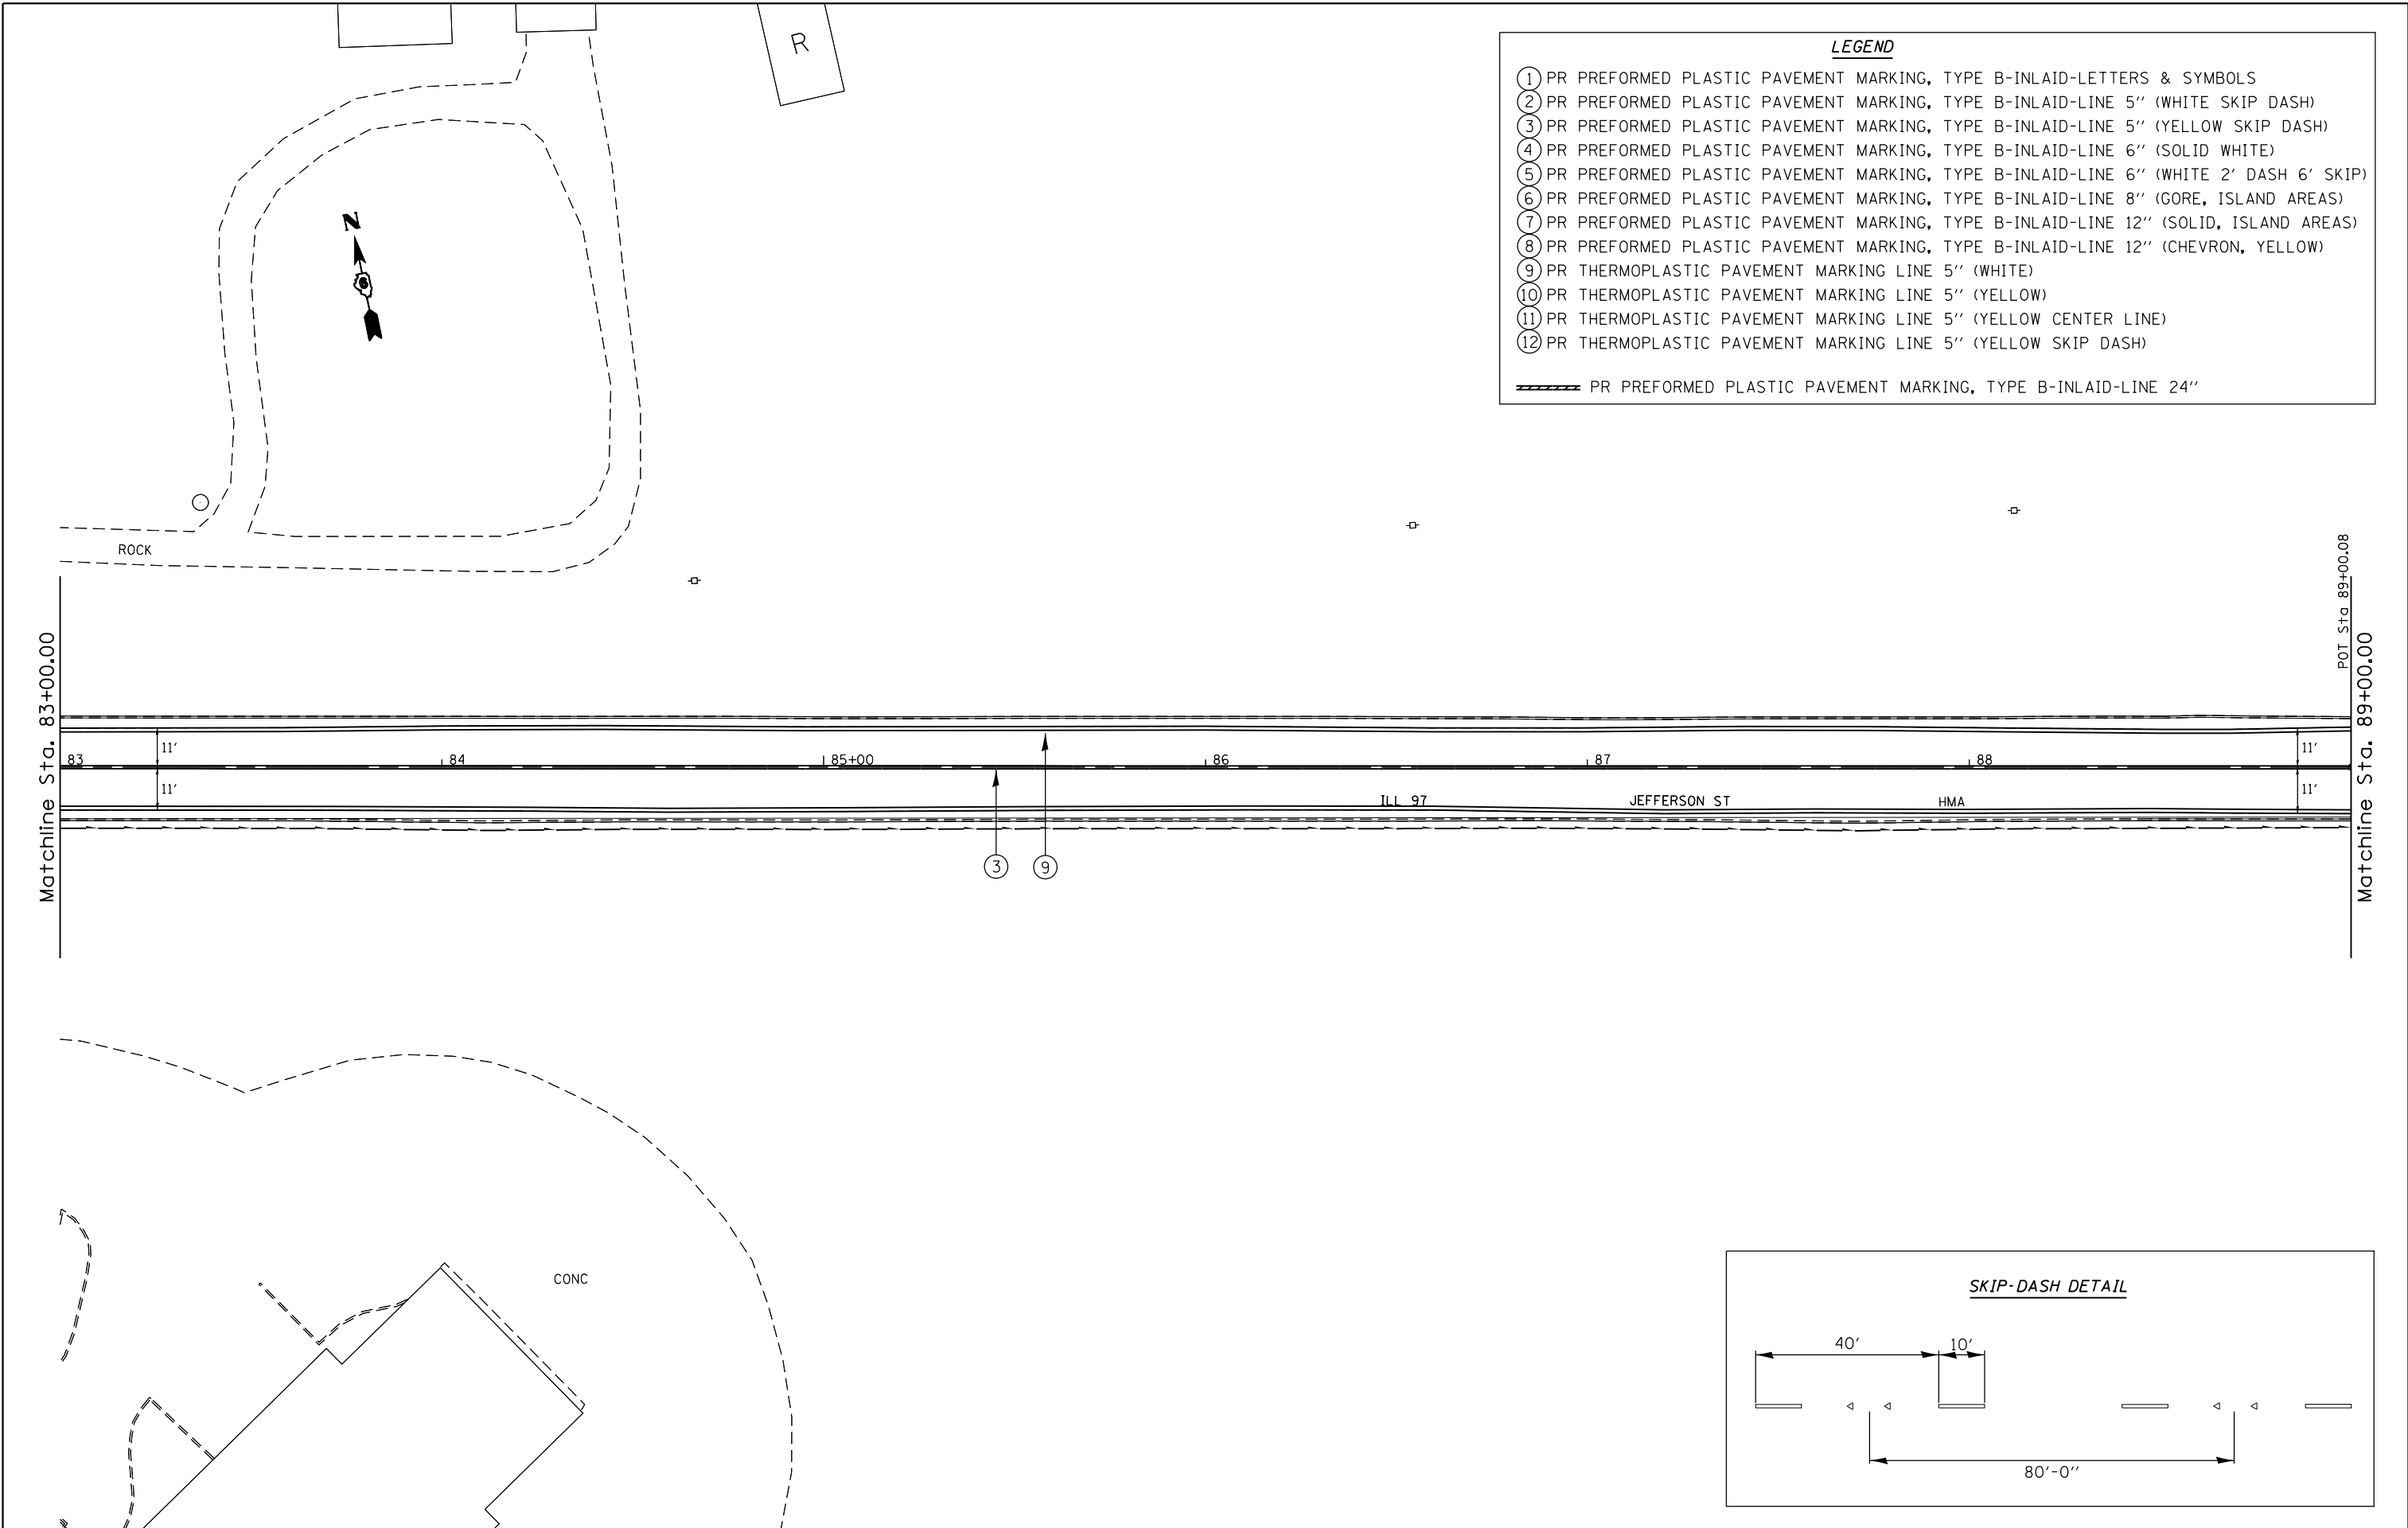 R
LEGEND
1 PR PREFORMED PLASTIC PAVEMENT MARKING, TYPE B-INLAID-LETTERS & SYMBOLS
2 PR PREFORMED PLASTIC PAVEMENT MARKING, TYPE B-INLAID-LINE 5'' (WHITE SKIP DASH)
3 PR PREFORMED PLASTIC PAVEMENT MARKING, TYPE B-INLAID-LINE 5'' (YELLOW SKIP DASH)
4 PR PREFORMED PLASTIC PAVEMENT MARKING, TYPE B-INLAID-LINE 6'' (SOLID WHITE)
5 PR PREFORMED PLASTIC PAVEMENT MARKING, TYPE B-INLAID-LINE 6'' (WHITE 2' DASH 6' SKIP)
6 PR PREFORMED PLASTIC PAVEMENT MARKING, TYPE B-INLAID-LINE 8'' (GORE, ISLAND AREAS)
7 PR PREFORMED PLASTIC PAVEMENT MARKING, TYPE B-INLAID-LINE 12'' (SOLID, ISLAND AREAS)
8 PR PREFORMED PLASTIC PAVEMENT MARKING, TYPE B-INLAID-LINE 12'' (CHEVRON, YELLOW)
9 PR THERMOPLASTIC PAVEMENT MARKING LINE 5'' (WHITE)
10 PR THERMOPLASTIC PAVEMENT MARKING LINE 5'' (YELLOW)
11 PR THERMOPLASTIC PAVEMENT MARKING LINE 5'' (YELLOW CENTER LINE)
12 PR THERMOPLASTIC PAVEMENT MARKING LINE 5'' (YELLOW SKIP DASH)
PR PREFORMED PLASTIC PAVEMENT MARKING, TYPE B-INLAID-LINE 24''
N
6
ROCK
Matchline Sta. 83+00.00
POT Sta 89+00.08
Matchline Sta. 89+00.00
11'
11'
83 84 85+00 86 87 88
11'
11'
ILL 97 JEFFERSON ST HMA
3 9
CONC
SKIP-DASH DETAIL
40' 10'
80'-0''